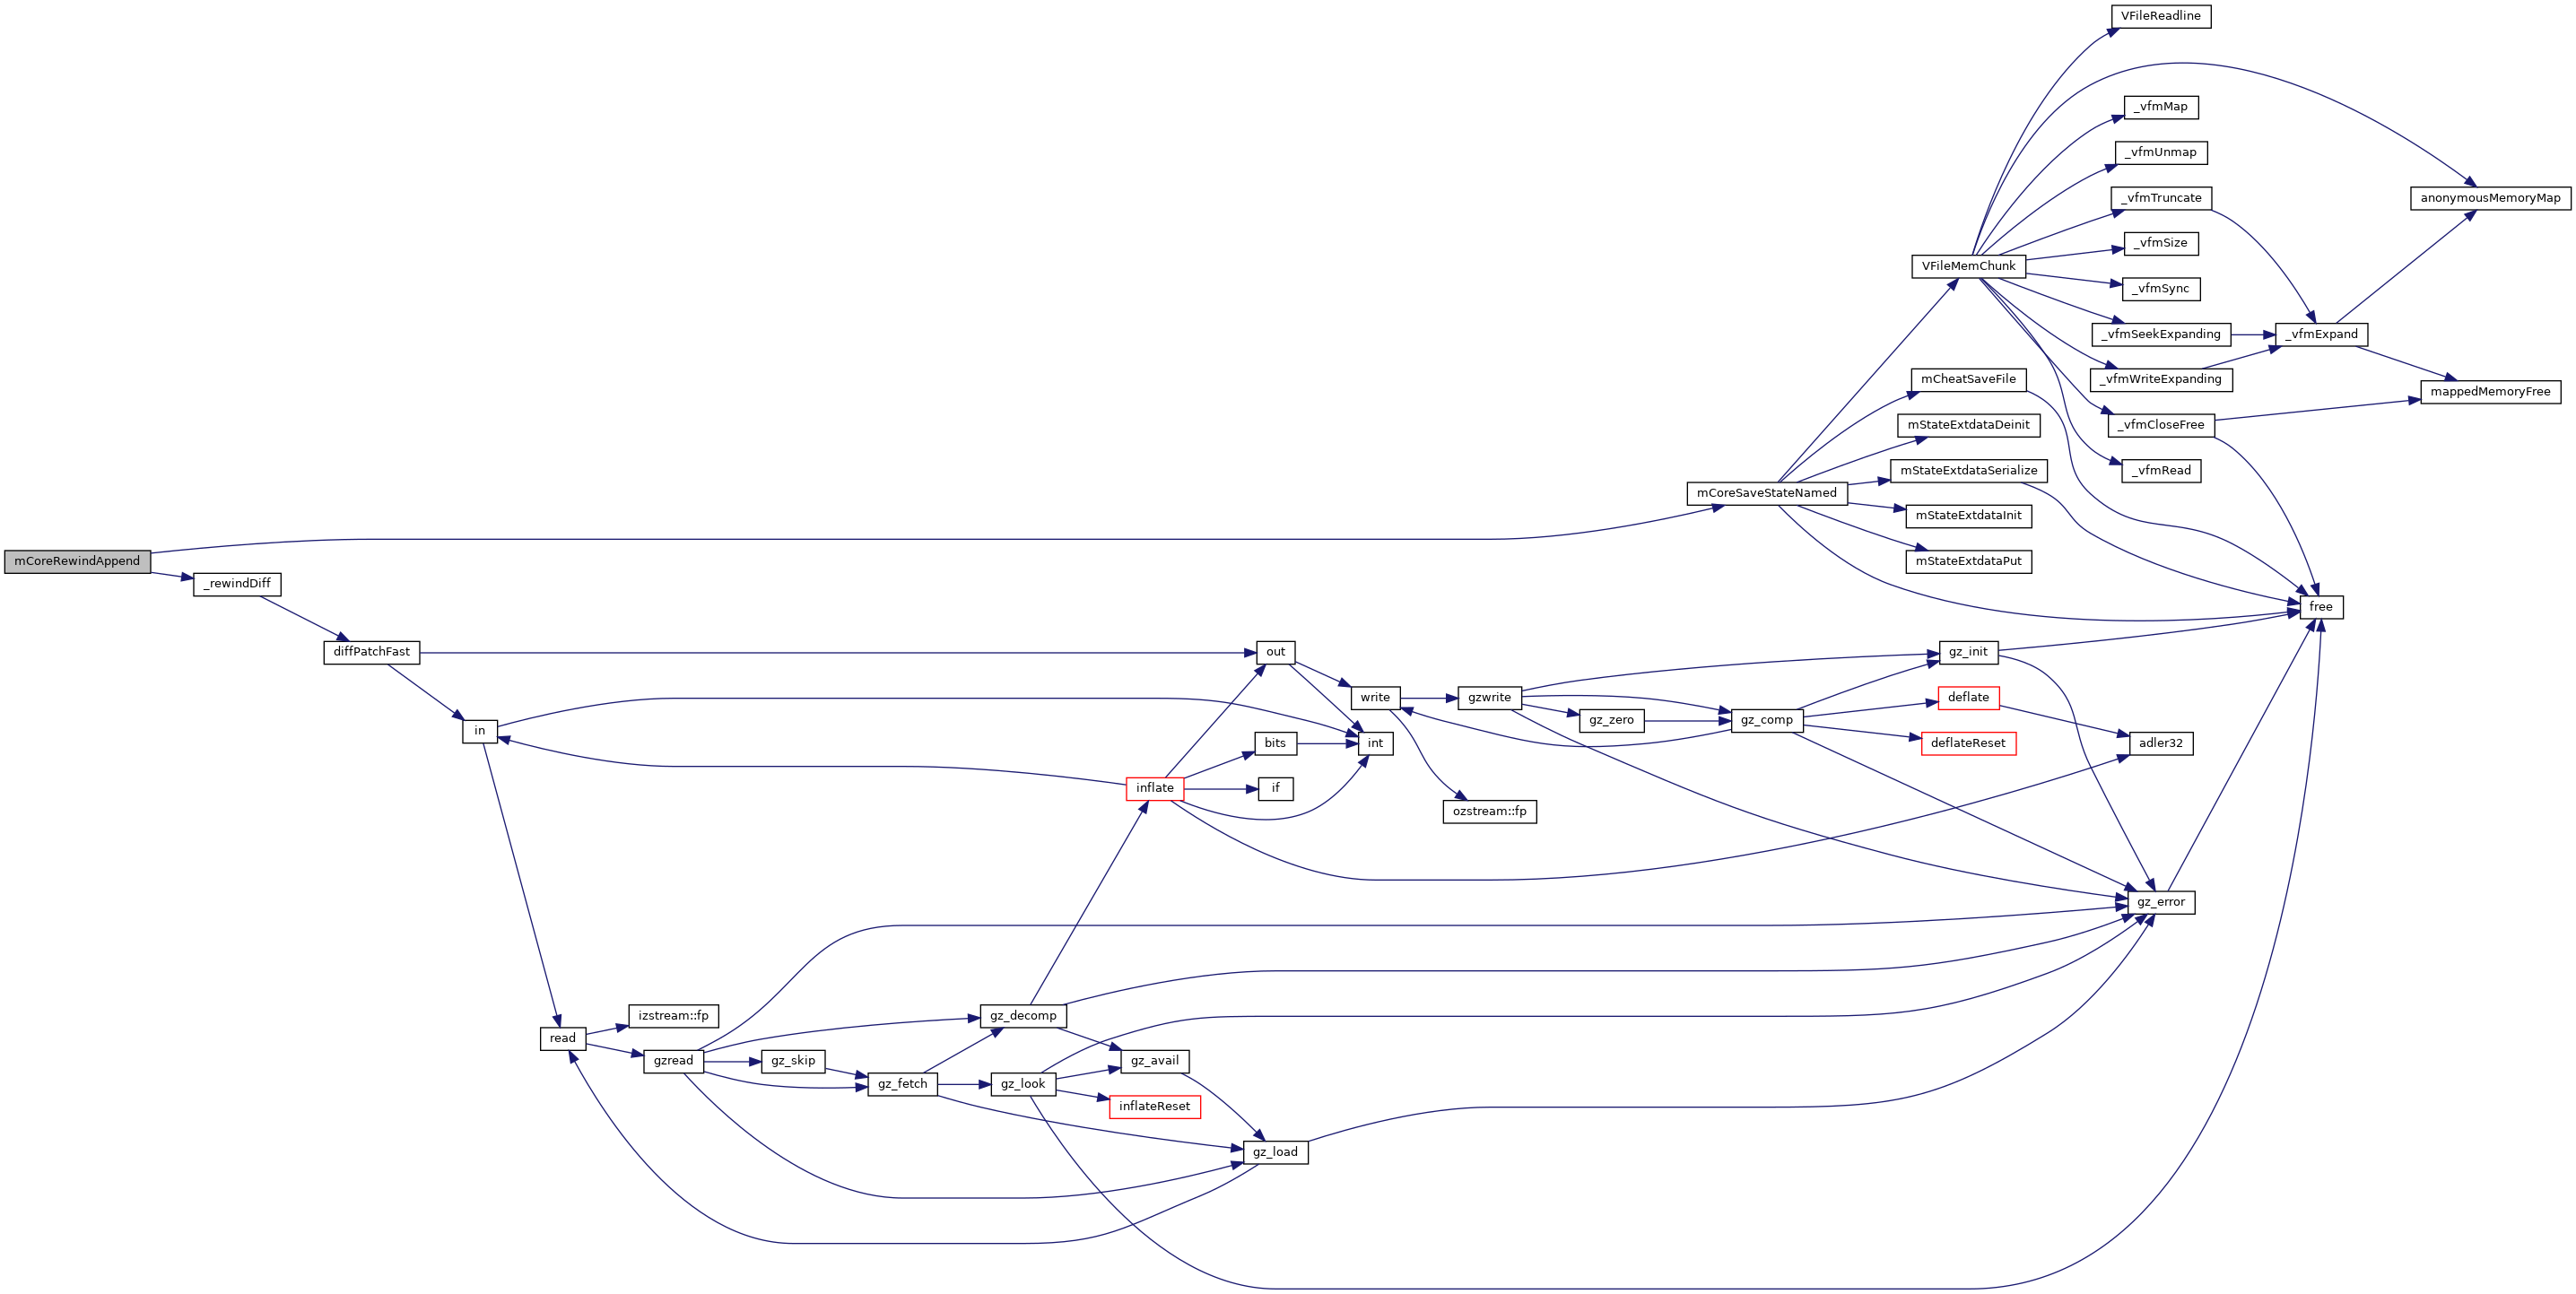 VFileReadline
_vfmMap
_vfmUnmap
_vfmTruncate
anonymousMemoryMap
_vfmSize
VFileMemChunk
_vfmSync
_vfmSeekExpanding
_vfmExpand
mCheatSaveFile
_vfmWriteExpanding
mappedMemoryFree
mStateExtdataDeinit
_vfmCloseFree
mStateExtdataSerialize
_vfmRead
mCoreSaveStateNamed
mStateExtdataInit
mCoreRewindAppend
mStateExtdataPut
_rewindDiff
free
diffPatchFast
out
gz_init
write
gzwrite
deflate
gz_zero
gz_comp
in
bits
int
deflateReset
adler32
inflate
if
ozstream::fp
gz_error
izstream::fp
gz_decomp
read
gzread
gz_skip
gz_avail
gz_fetch
gz_look
inflateReset
gz_load